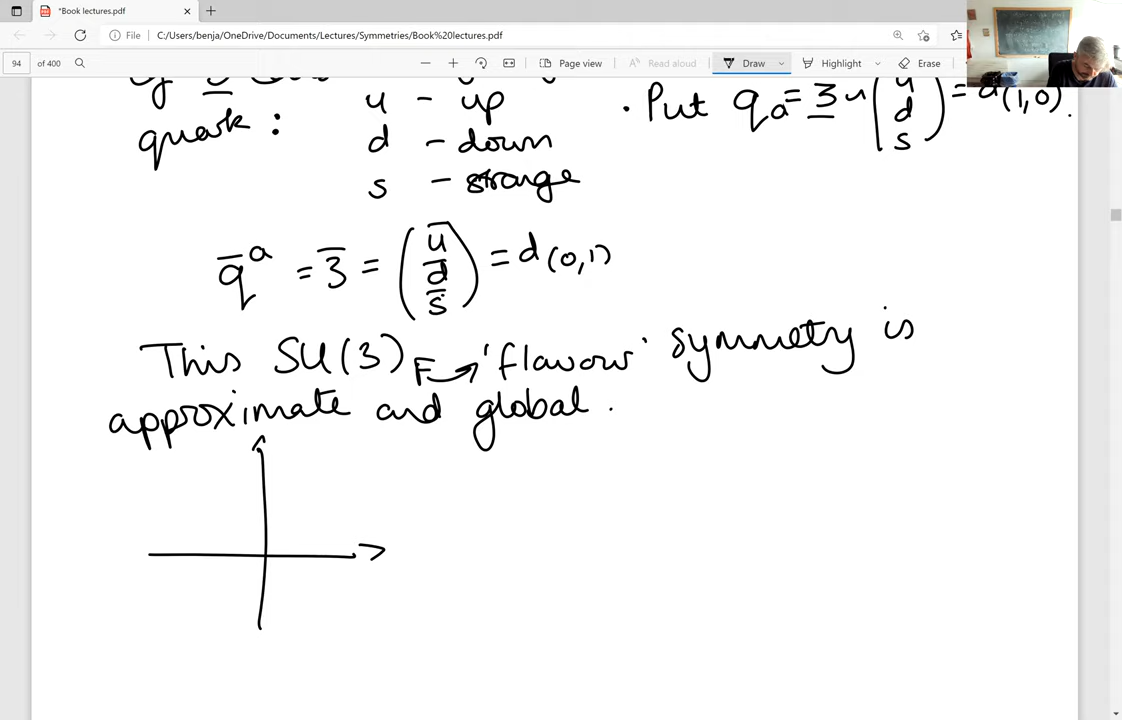 *Book lectures.pdf
File C:/Users/benja/OneDrive/Documents/Lectures/Symmetries/Book%20lectures.pdf
94 of 400 Page view Read aloud Draw Highlight Erase
quark : u - up
d - down
s - strange
. Put q_a = 3 ~ (u d s) = d(1,0).
q̅^a = 3̅ = (u̅ d̅ s̅) = d(0,1)
This SU(3)_F → 'flavour' symmetry is
approximate and global.